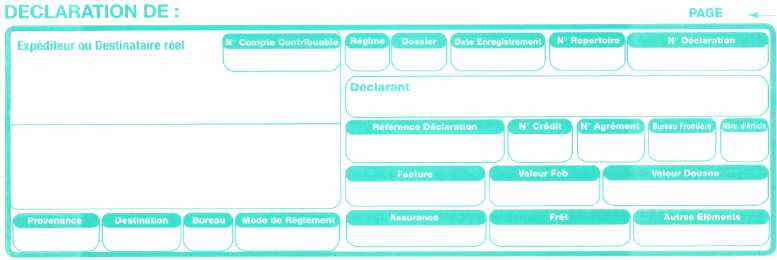 DECLARATION DE :
PAGE
Expéditeur ou Destinataire réel
N° Compte Contribuable
Régime
Dossier
Date Enregistrement
N° Repertoire
N° Déclaration
Déclarant
Référence Déclaration
N° Crédit
N° Agrément
Bureau Frontière
Nbre. d'Article
Facture
Valeur Fob
Valeur Douane
Provenance
Destination
Bureau
Mode de Règlement
Assurance
Frêt
Autres Eléments